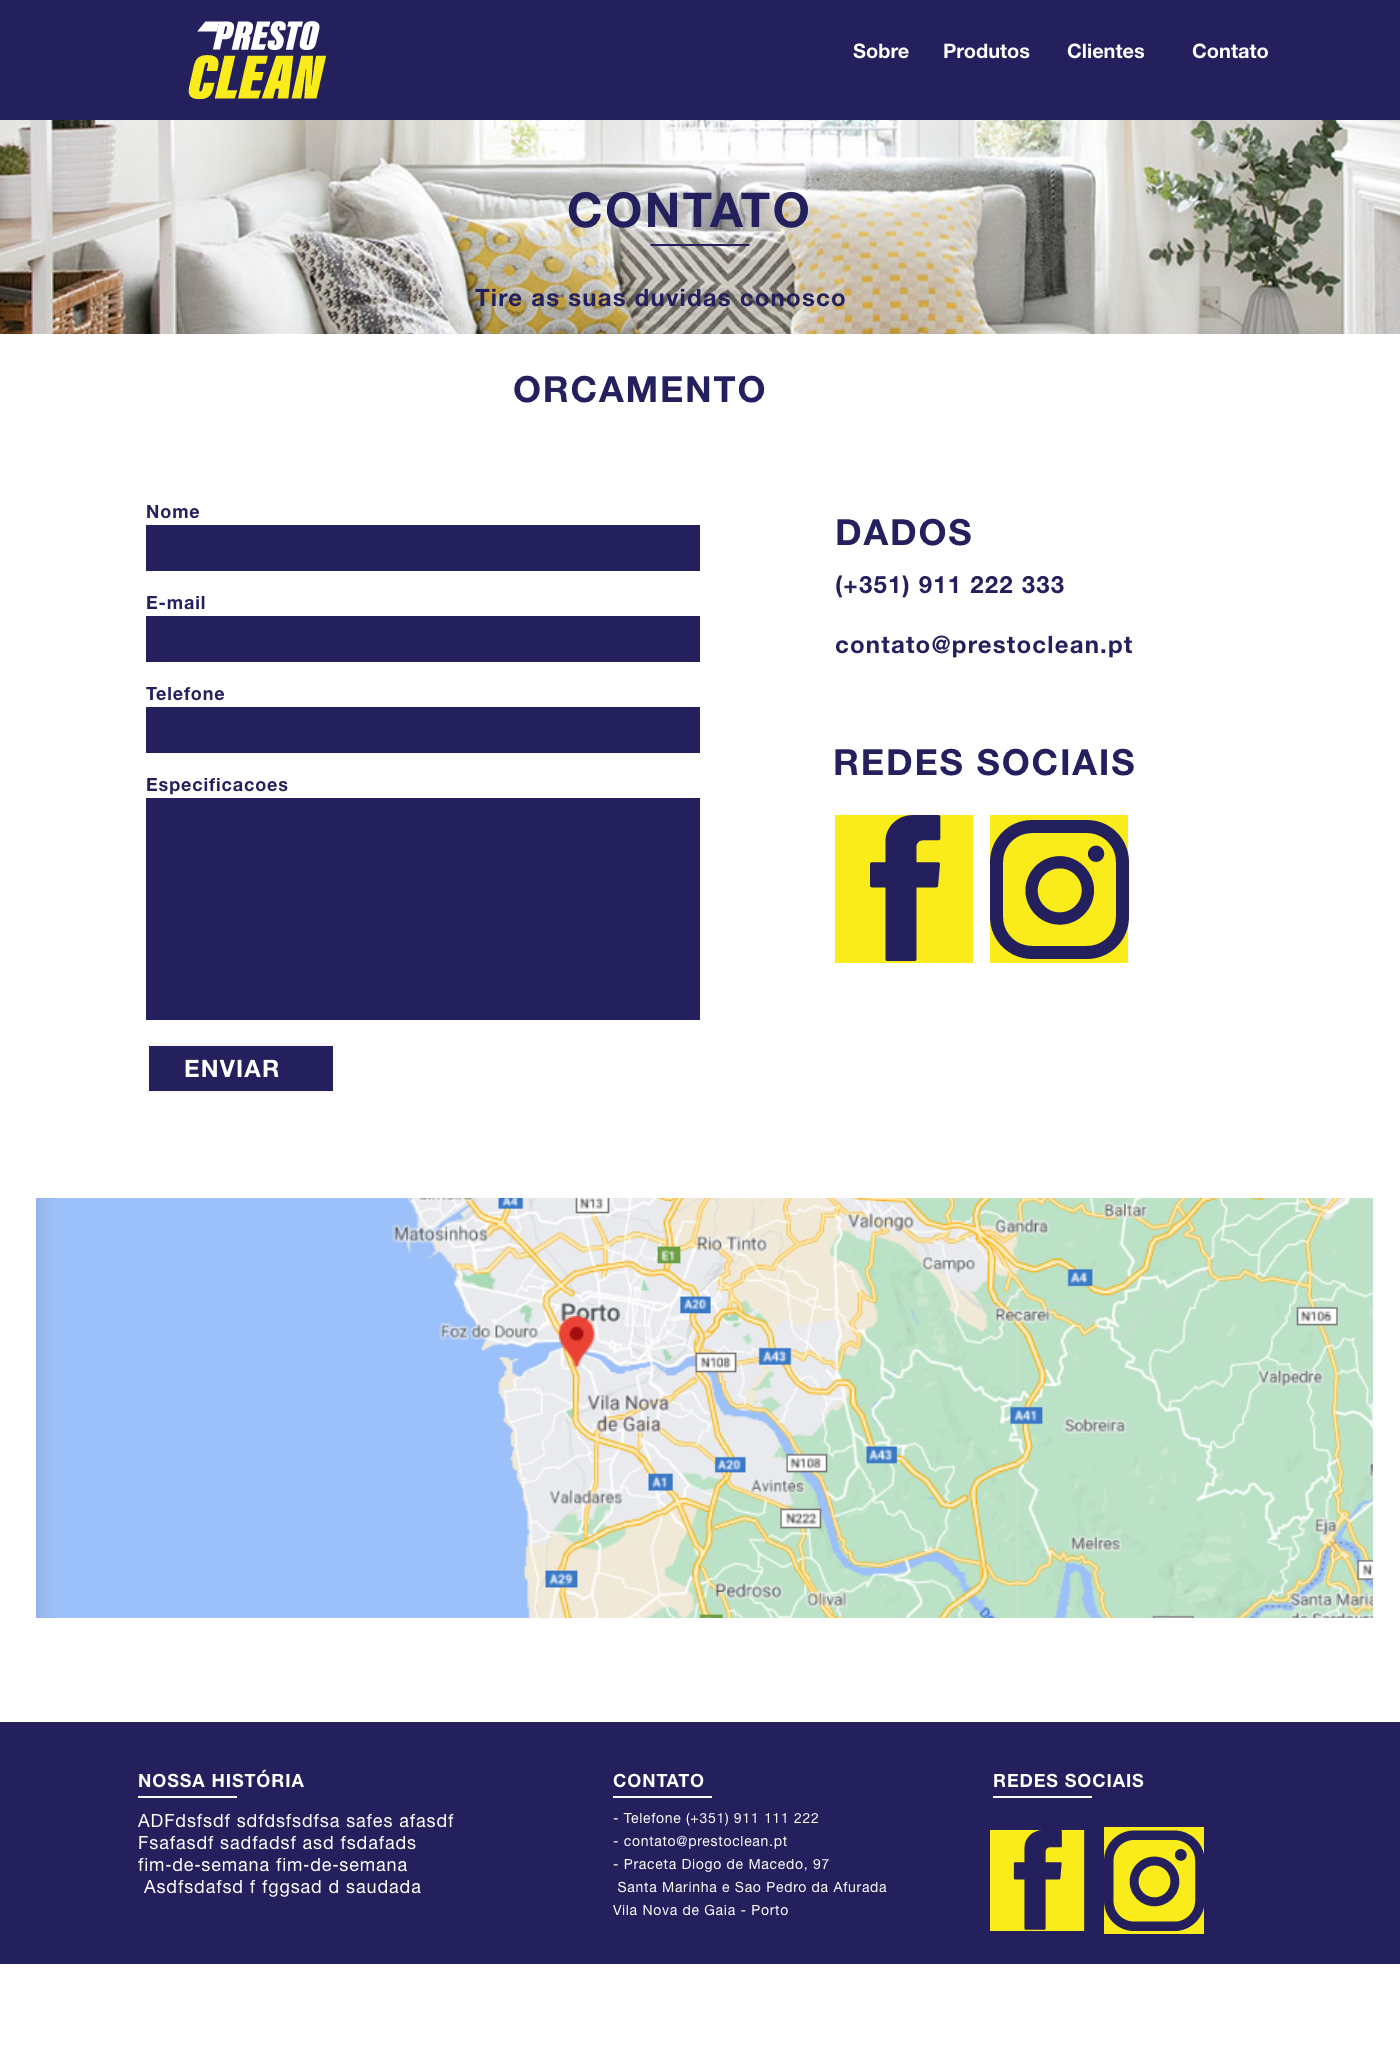 PRESTO
CLEAN
Sobre Produtos Clientes Contato
CONTATO
Tire as suas duvidas conosco
ORCAMENTO
Nome
E-mail
Telefone
Especificacoes
ENVIAR
DADOS
(+351) 911 222 333
contato@prestoclean.pt
REDES SOCIAIS
A4
N13
Matosinhos
Rio Tinto
E1
Valongo
Gandra
Baltar
Campo
A4
Porto
A20
Recarei
N106
Foz do Douro
N108
A43
Valpedre
Vila Nova
de Gaia
A41
Sobreira
A43
A20
N108
A1
Avintes
Valadares
N222
Eja
Melres
A29
Pedroso
Olival
Santa Maria
NOSSA HISTÓRIA
ADFdsfsdf sdfdsfsdfsa safes afasdf
Fsafasdf sadfadsf asd fsdafads
fim-de-semana fim-de-semana
Asdfsdafsd f fggsad d saudada
CONTATO
- Telefone (+351) 911 111 222
- contato@prestoclean.pt
- Praceta Diogo de Macedo, 97
Santa Marinha e Sao Pedro da Afurada
Vila Nova de Gaia - Porto
REDES SOCIAIS